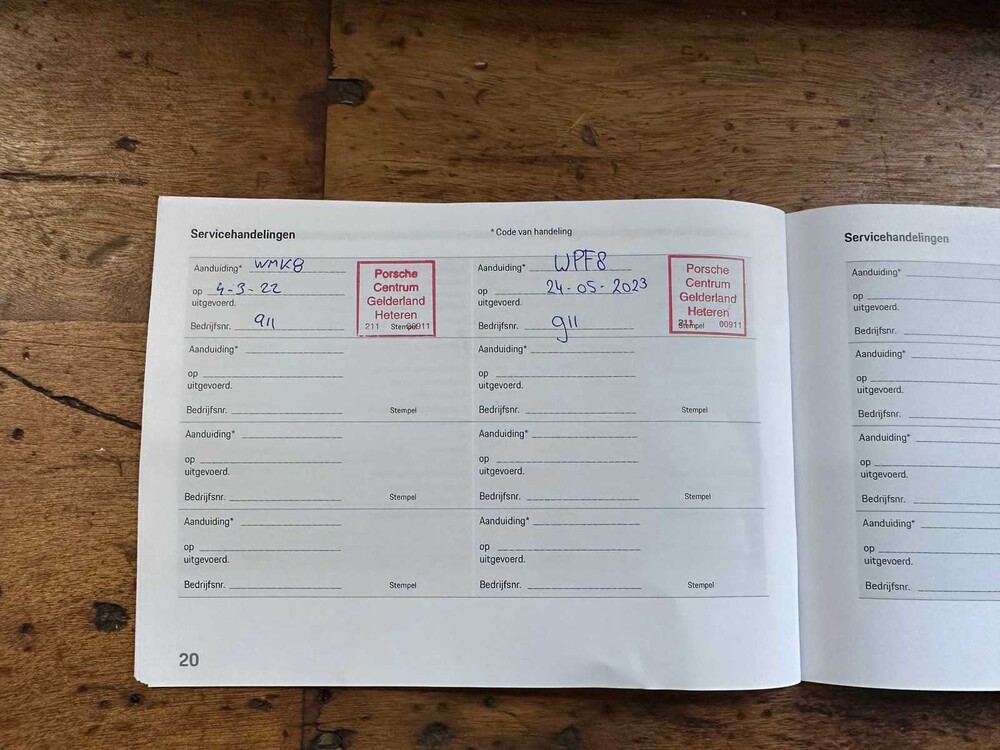 Servicehandelingen
* Code van handeling
Aanduiding* WMK8
op 4-3-22
uitgevoerd.
Bedrijfsnr. 911
Porsche
Centrum
Gelderland
Heteren
211 Stempel 00911
Aanduiding* WPF8
op 24-05-2023
uitgevoerd.
Bedrijfsnr. 911
Porsche
Centrum
Gelderland
Heteren
211 Stempel 00911
Aanduiding*
op
uitgevoerd.
Bedrijfsnr. Stempel
Aanduiding*
op
uitgevoerd.
Bedrijfsnr. Stempel
Aanduiding*
op
uitgevoerd.
Bedrijfsnr. Stempel
Aanduiding*
op
uitgevoerd.
Bedrijfsnr. Stempel
Aanduiding*
op
uitgevoerd.
Bedrijfsnr. Stempel
Aanduiding*
op
uitgevoerd.
Bedrijfsnr. Stempel
20
Servicehandelingen
Aanduiding*
op
uitgevoerd.
Bedrijfsnr.
Aanduiding*
op
uitgevoerd.
Bedrijfsnr.
Aanduiding*
op
uitgevoerd.
Bedrijfsnr.
Aanduiding*
op
uitgevoerd.
Bedrijfsnr.